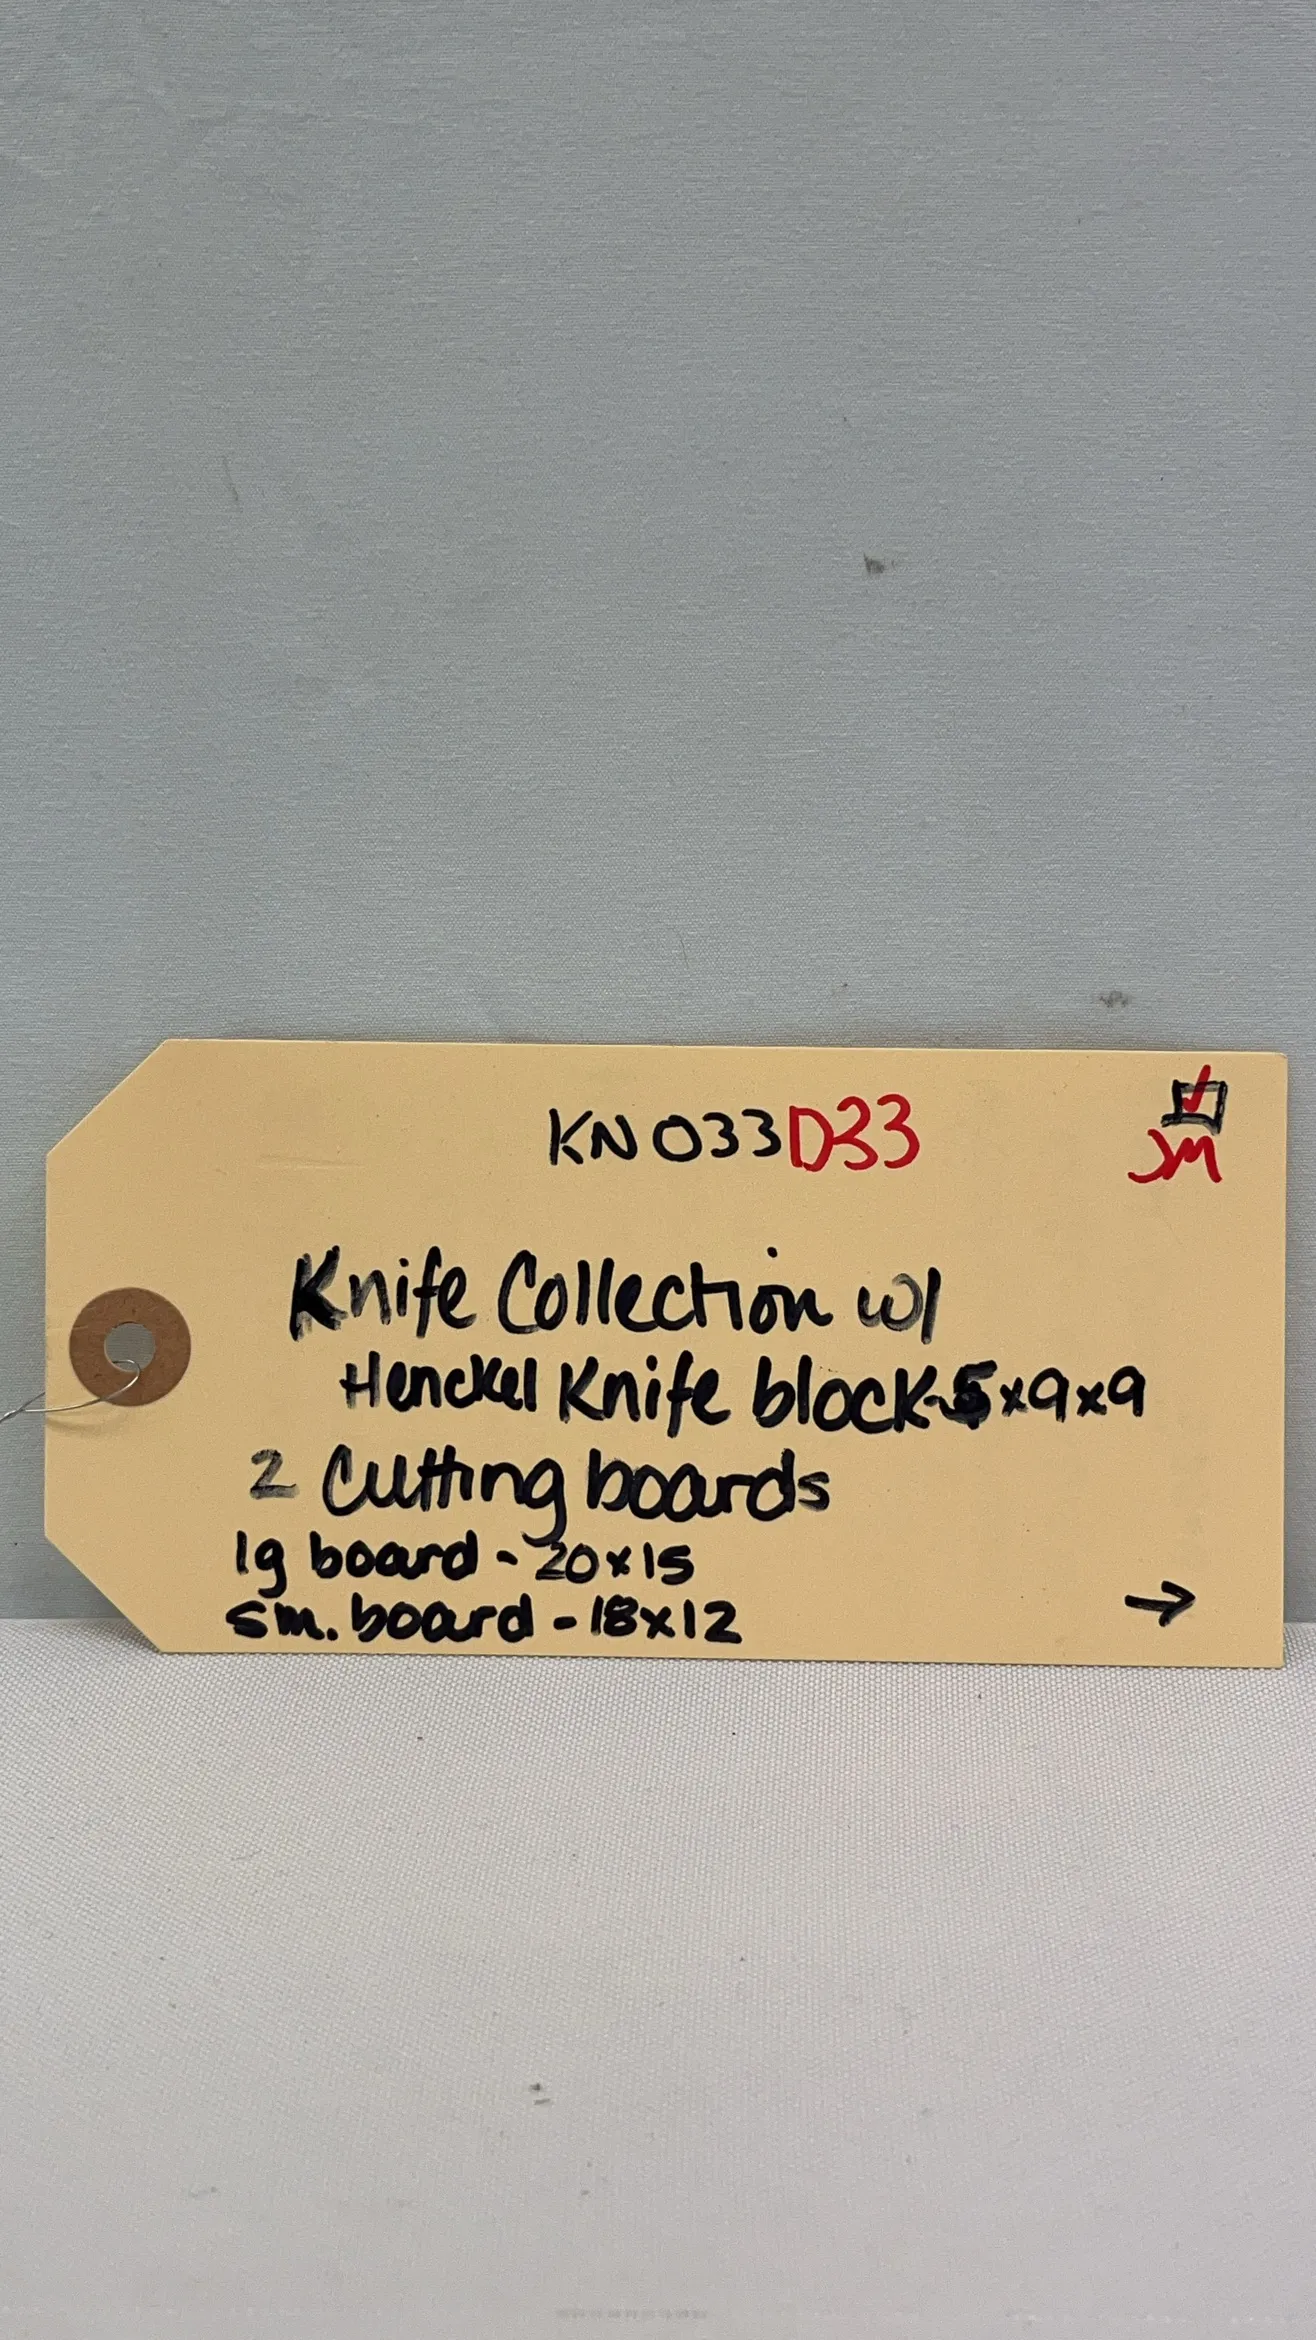 KN033D33
JM
Knife Collection w/
Henckel Knife block-5x9x9
2 Cutting boards
lg board - 20x15
sm. board - 18x12
→